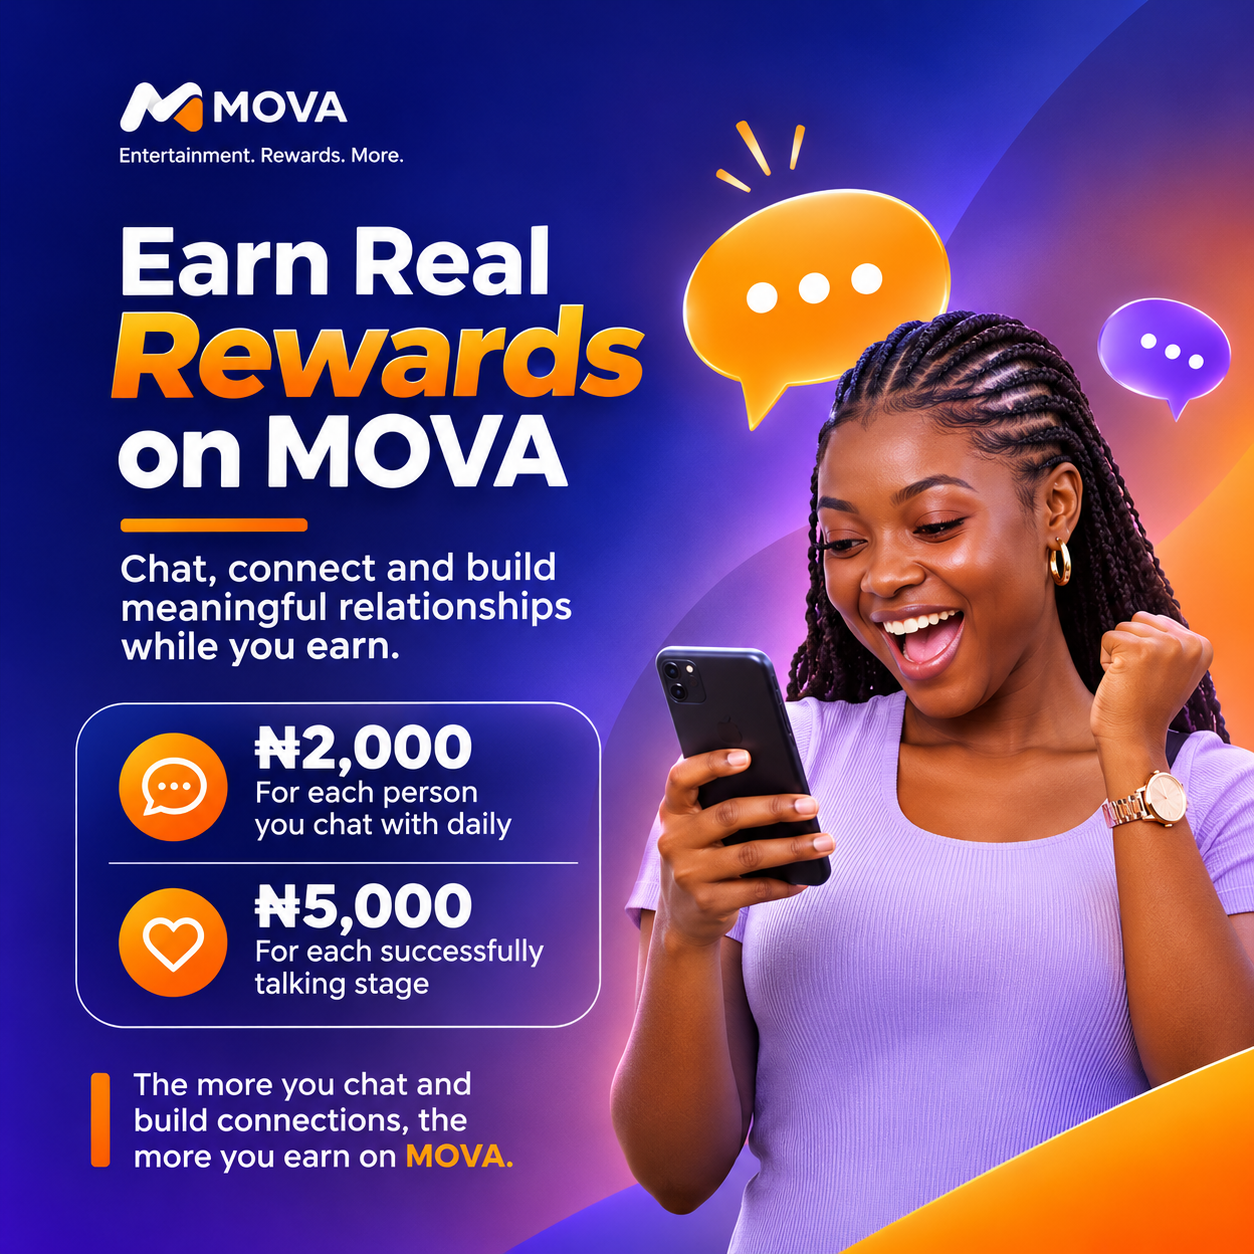 MOVA
Entertainment. Rewards. More.
Earn Real
Rewards
on MOVA
Chat, connect and build
meaningful relationships
while you earn.
₦2,000
For each person
you chat with daily
₦5,000
For each successfully
talking stage
The more you chat and
build connections, the
more you earn on MOVA.